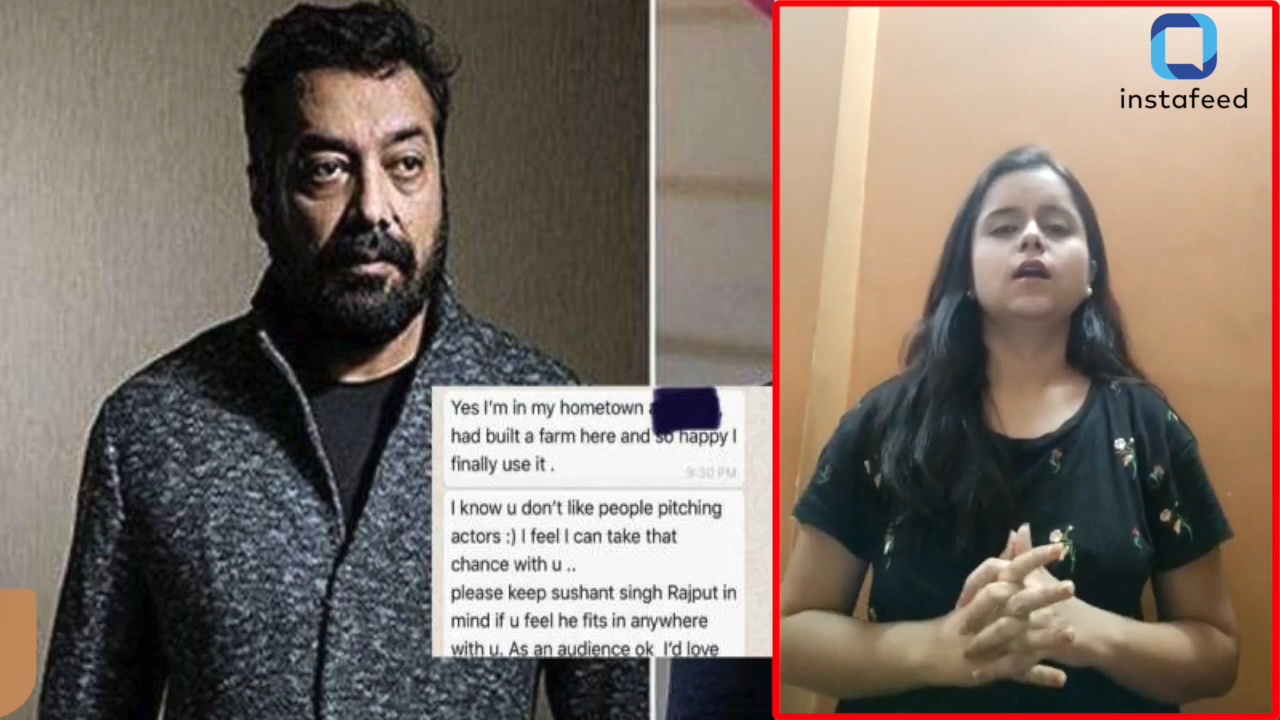 instafeed
Yes I'm in my hometown
had built a farm here and so happy I
finally use it .
9:30 PM
I know u don't like people pitching
actors :) I feel I can take that
chance with u ..
please keep sushant singh Rajput in
mind if u feel he fits in anywhere
with u. As an audience ok I'd love